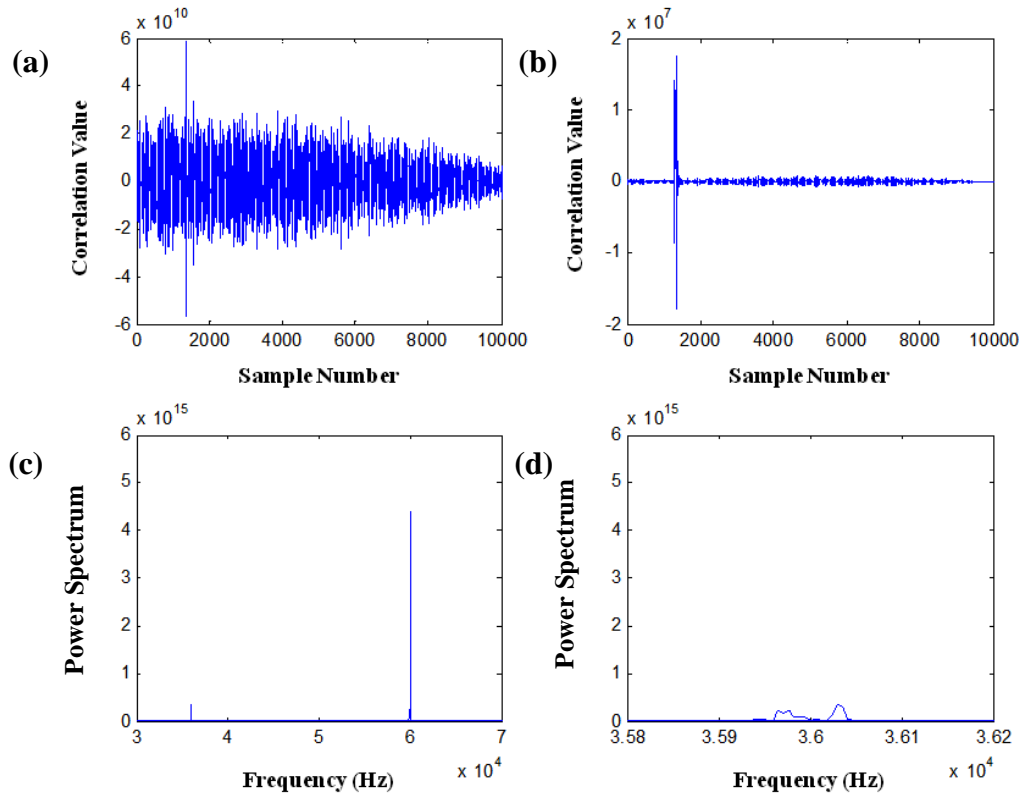 (a)
x 10^10
6
4
2
0
-2
-4
-6
0 2000 4000 6000 8000 10000
Correlation Value
Sample Number
(b)
x 10^7
2
1
0
-1
-2
0 2000 4000 6000 8000 10000
Correlation Value
Sample Number
(c)
x 10^15
6
5
4
3
2
1
0
3 4 5 6 7
x 10^4
Power Spectrum
Frequency (Hz)
(d)
x 10^15
6
5
4
3
2
1
0
3.58 3.59 3.6 3.61 3.62
x 10^4
Power Spectrum
Frequency (Hz)